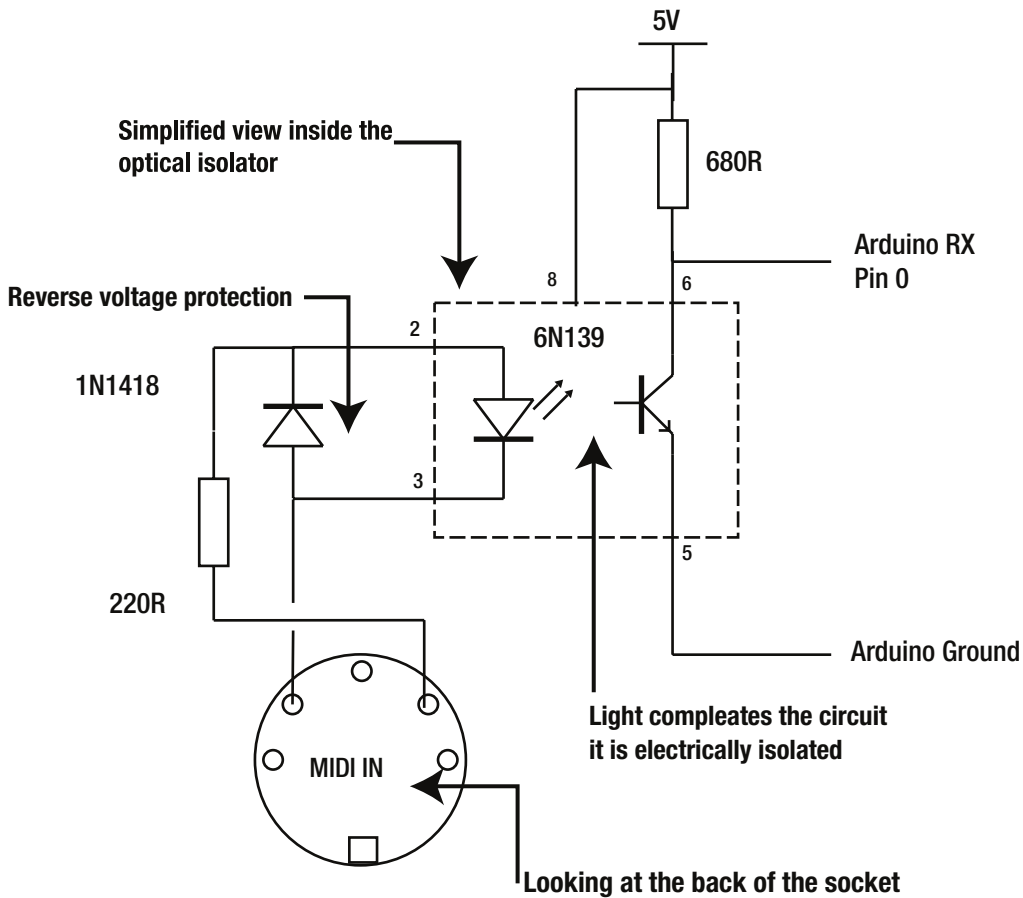 5V
Simplified view inside the
optical isolator
680R
Arduino RX
Pin 0
8
6
Reverse voltage protection
2
6N139
1N1418
3
5
220R
Arduino Ground
Light compleates the circuit
it is electrically isolated
MIDI IN
Looking at the back of the socket